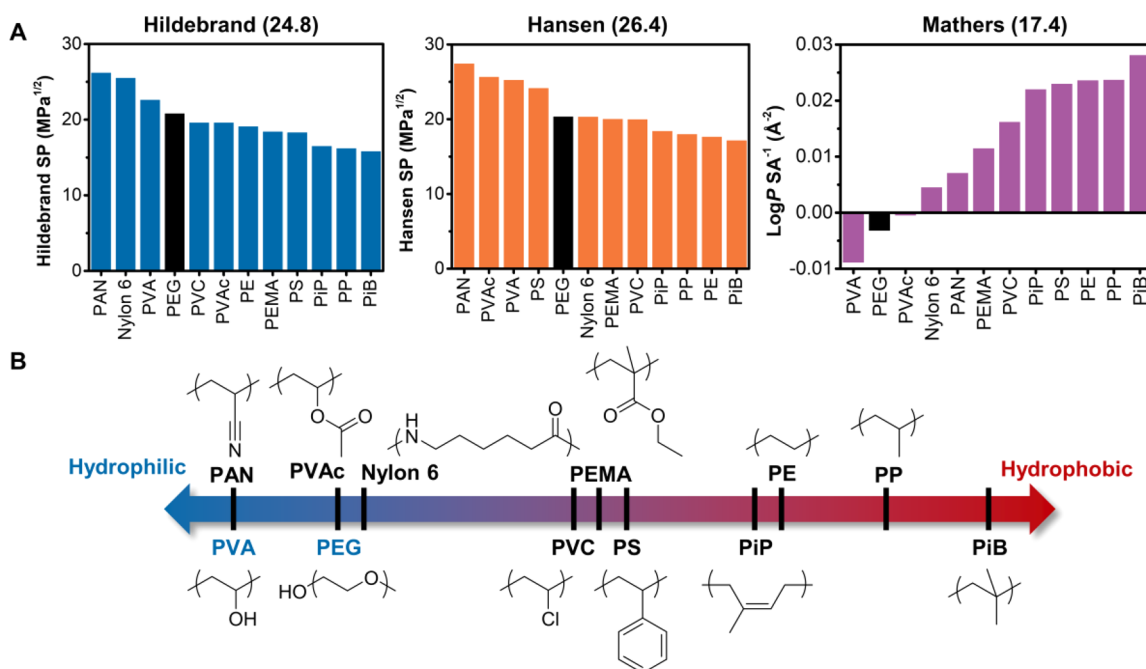 A
Hildebrand (24.8)
Hildebrand SP (MPa1/2)
30
20
10
0
PAN
Nylon 6
PVA
PEG
PVC
PVAc
PE
PEMA
PS
PiP
PP
PiB
Hansen (26.4)
Hansen SP (MPa1/2)
30
20
10
0
PAN
PVAc
PVA
PS
PEG
Nylon 6
PEMA
PVC
PiP
PP
PE
PiB
Mathers (17.4)
LogP SA-1 (Å-2)
0.03
0.02
0.01
0.00
-0.01
PVA
PEG
PVAc
Nylon 6
PAN
PEMA
PVC
PiP
PS
PE
PP
PiB
B
N
O
O
H
N
O
O
O
Hydrophilic
PAN
PVAc
Nylon 6
PEMA
PE
PP
Hydrophobic
PVA
PEG
PVC
PS
PiP
PiB
OH
HO
O
Cl